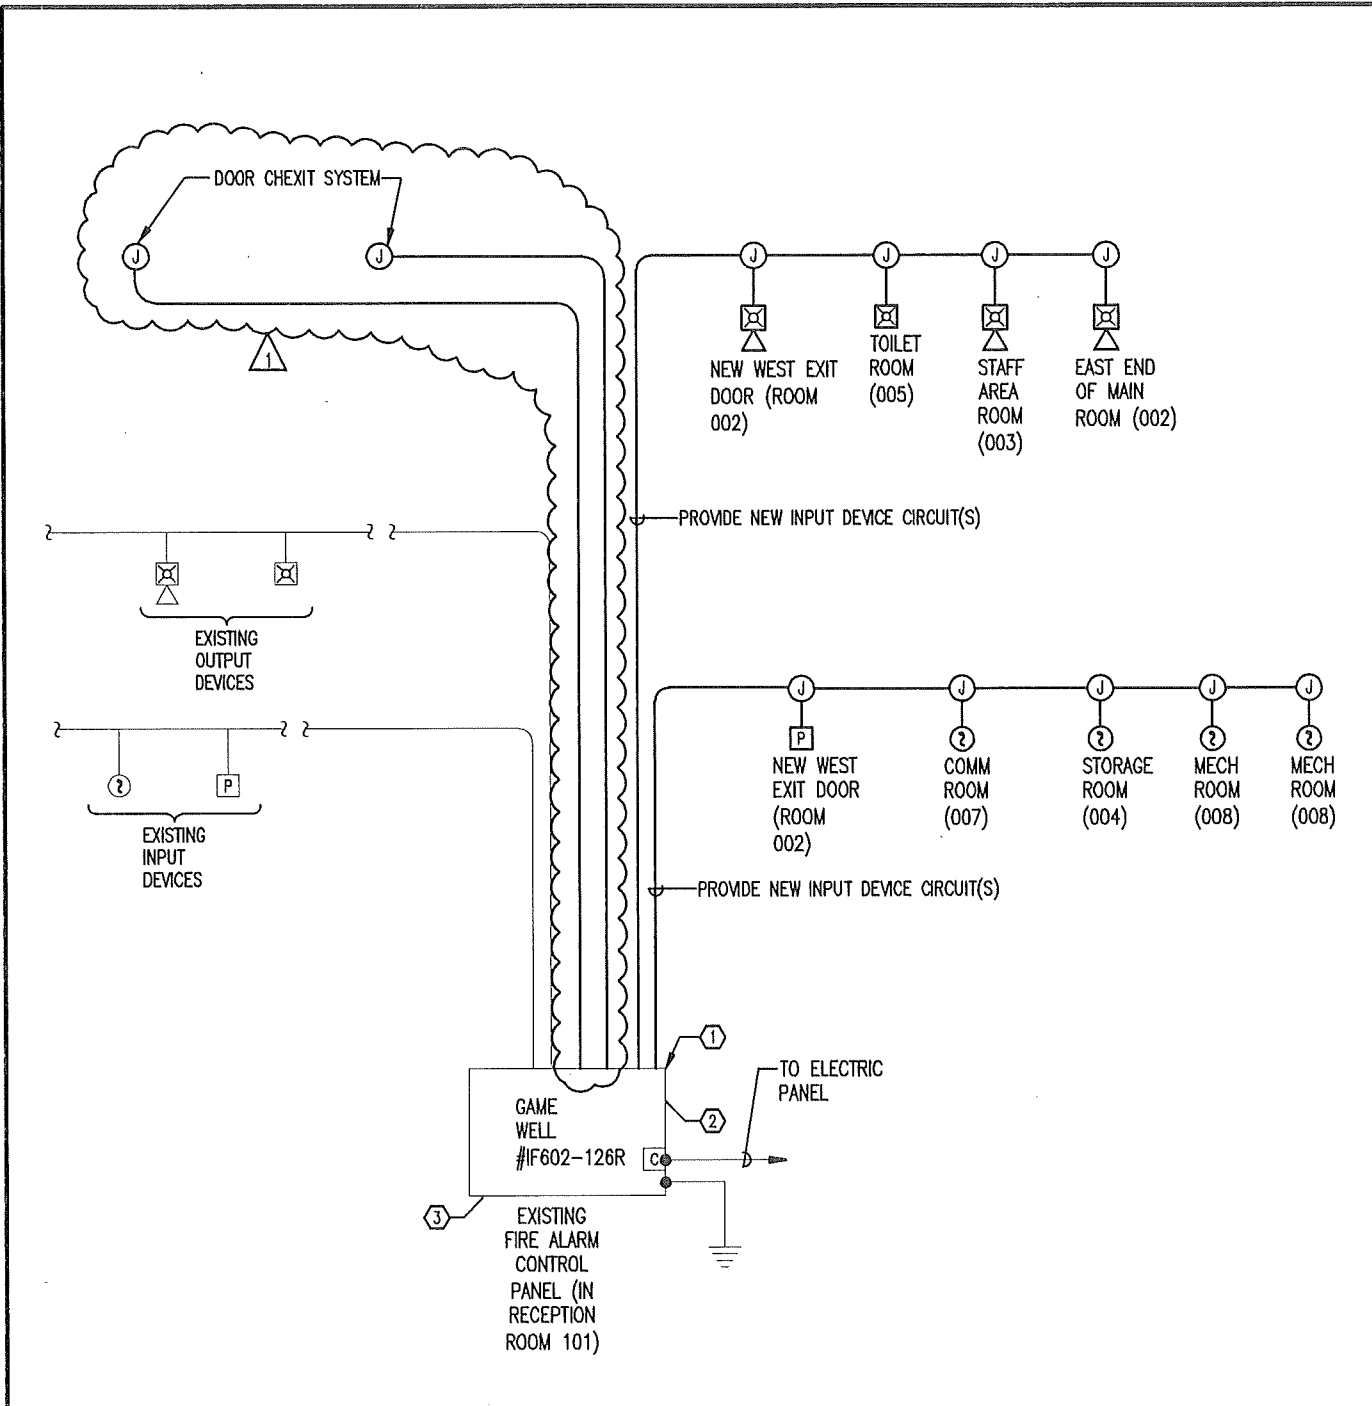 DOOR CHEXIT SYSTEM
J
J
1
J
J
J
J
NEW WEST EXIT
DOOR (ROOM
002)
TOILET
ROOM
(005)
STAFF
AREA
ROOM
(003)
EAST END
OF MAIN
ROOM (002)
PROVIDE NEW INPUT DEVICE CIRCUIT(S)
EXISTING
OUTPUT
DEVICES
P
EXISTING
INPUT
DEVICES
J
J
J
J
J
P
NEW WEST
EXIT DOOR
(ROOM
002)
COMM
ROOM
(007)
STORAGE
ROOM
(004)
MECH
ROOM
(008)
MECH
ROOM
(008)
PROVIDE NEW INPUT DEVICE CIRCUIT(S)
1
2
TO ELECTRIC
PANEL
GAME
WELL
#IF602-126R
C
3
EXISTING
FIRE ALARM
CONTROL
PANEL (IN
RECEPTION
ROOM 101)